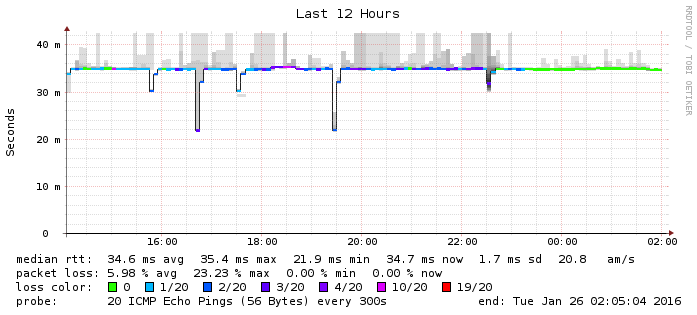 Last 12 Hours
RRDTOOL / TOBI OETIKER
Seconds
40 m
30 m
20 m
10 m
0
16:00 18:00 20:00 22:00 00:00 02:00
median rtt: 34.6 ms avg 35.4 ms max 21.9 ms min 34.7 ms now 1.7 ms sd 20.8 am/s
packet loss: 5.98 % avg 23.23 % max 0.00 % min 0.00 % now
loss color: 0 1/20 2/20 3/20 4/20 10/20 19/20
probe: 20 ICMP Echo Pings (56 Bytes) every 300s end: Tue Jan 26 02:05:04 2016